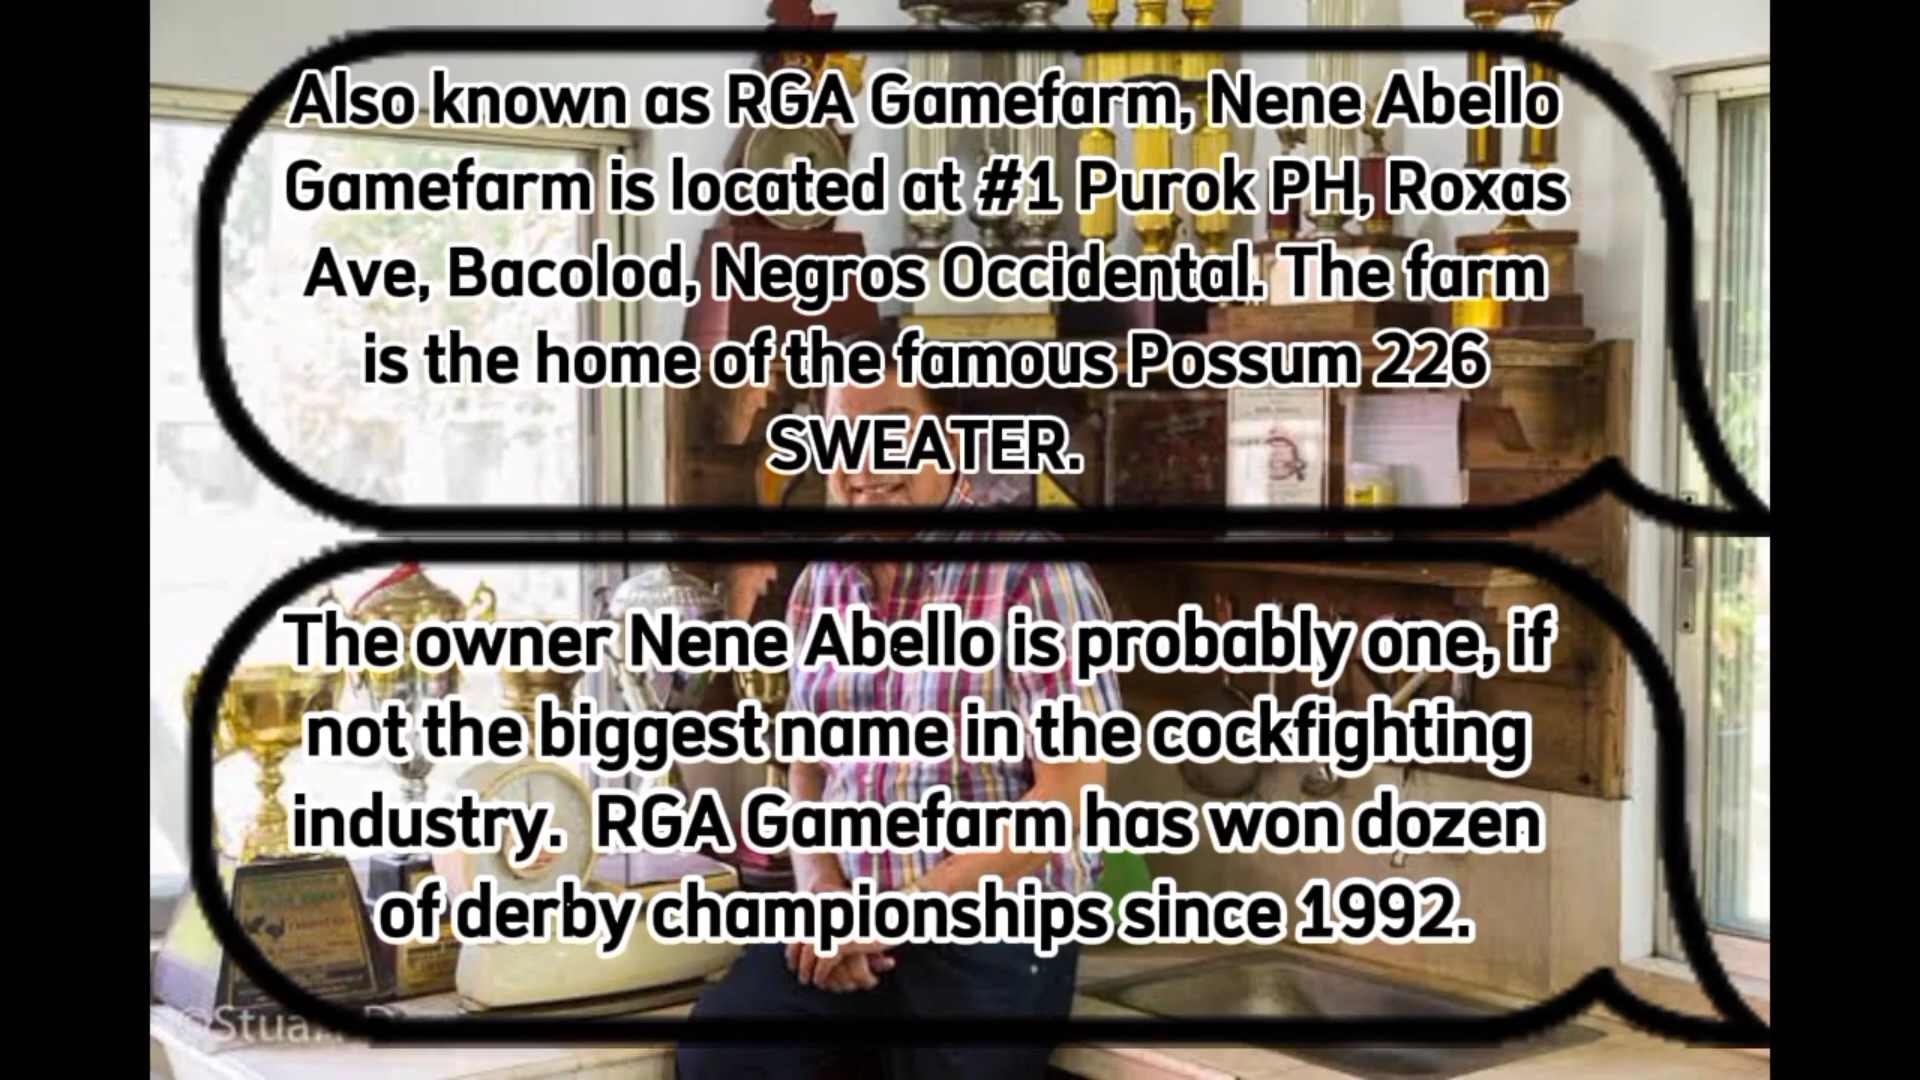 Also known as RGA Gamefarm, Nene Abello
Gamefarm is located at #1 Purok PH, Roxas
Ave, Bacolod, Negros Occidental. The farm
is the home of the famous Possum 226
SWEATER.
The owner Nene Abello is probably one, if
not the biggest name in the cockfighting
industry.  RGA Gamefarm has won dozen
of derby championships since 1992.